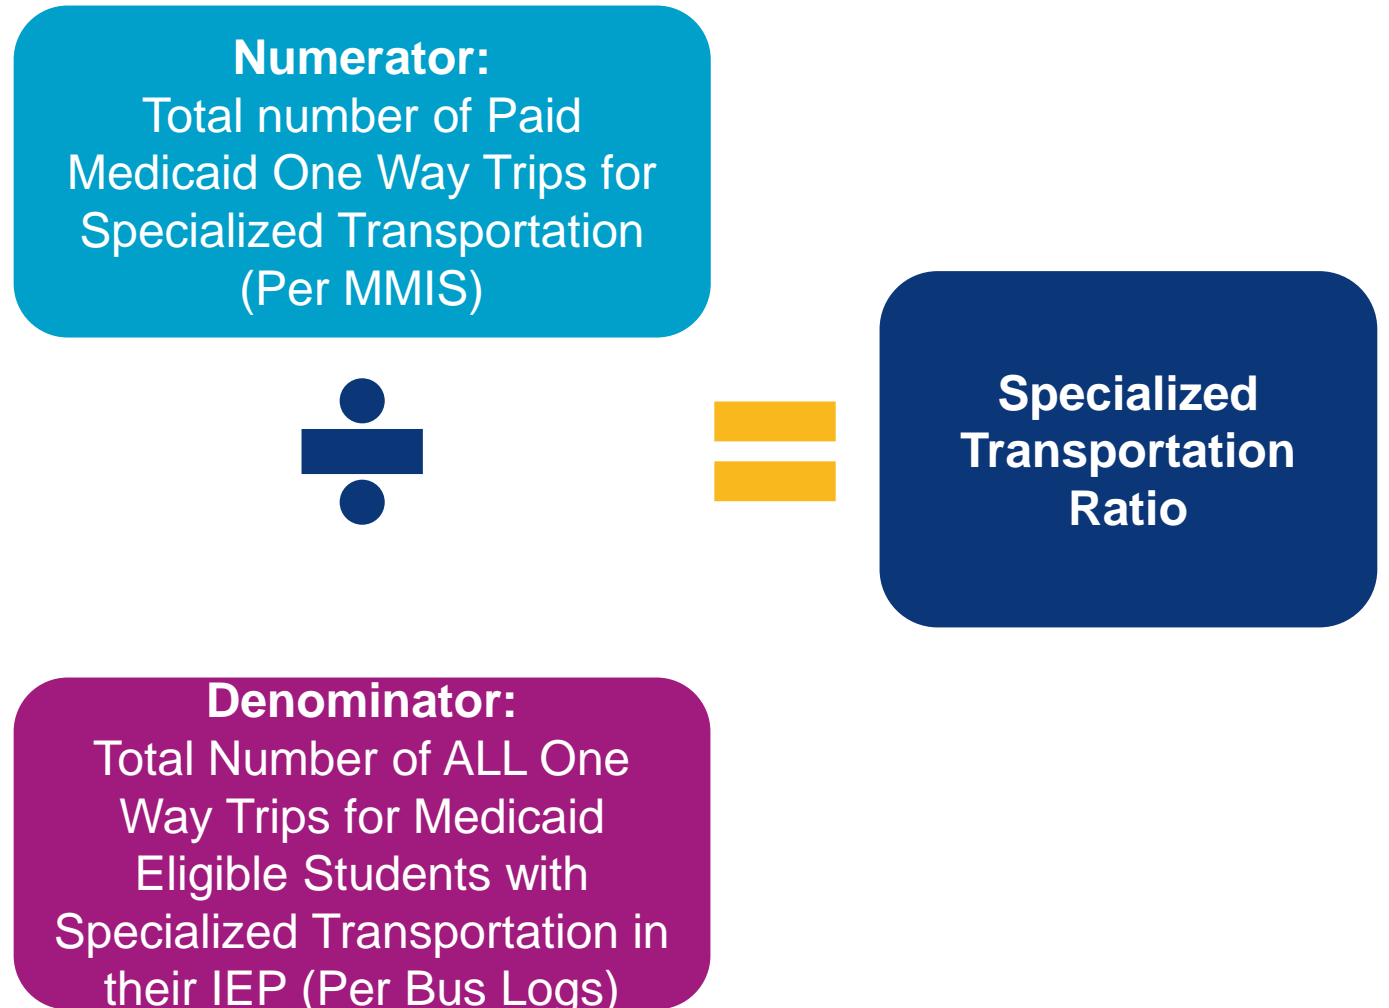 Numerator:
Total number of Paid
Medicaid One Way Trips for
Specialized Transportation
(Per MMIS)
Specialized
Transportation
Ratio
Denominator:
Total Number of ALL One
Way Trips for Medicaid
Eligible Students with
Specialized Transportation in
their IEP (Per Bus Logs)